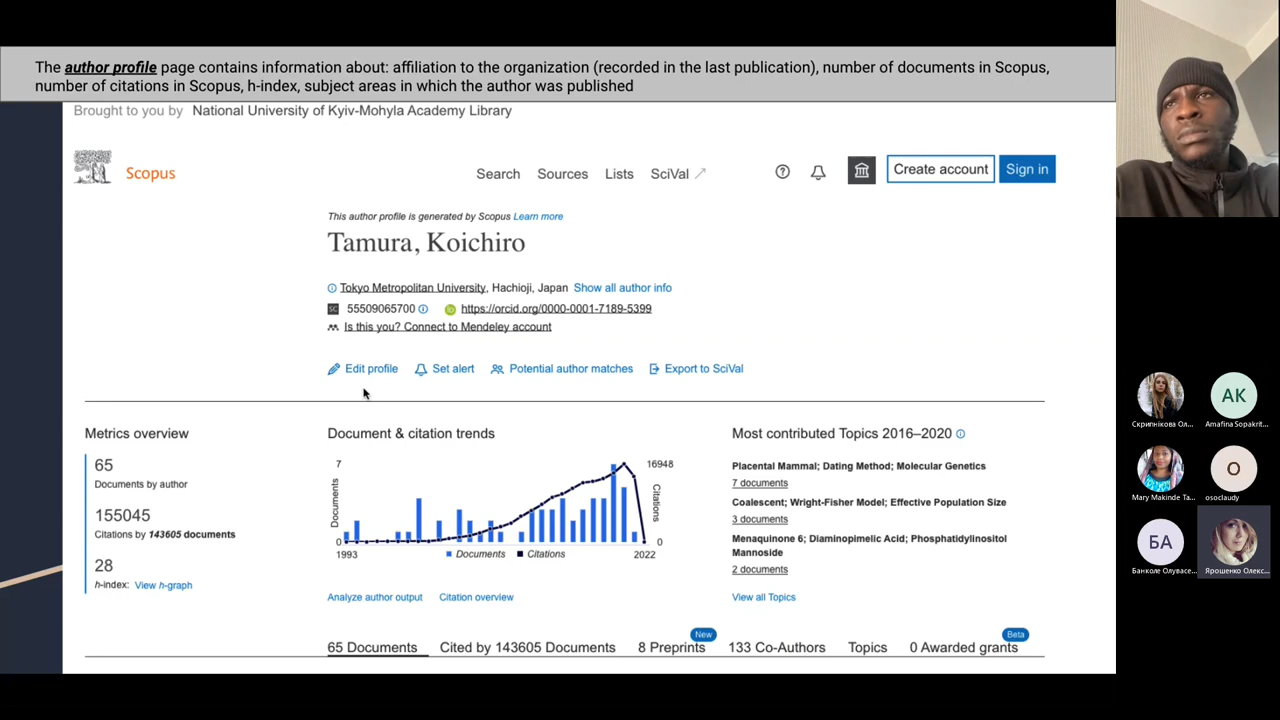 The author profile page contains information about: affiliation to the organization (recorded in the last publication), number of documents in Scopus,
number of citations in Scopus, h-index, subject areas in which the author was published
Brought to you by National University of Kyiv-Mohyla Academy Library
Scopus
Search Sources Lists SciVal
Create account Sign in
This author profile is generated by Scopus Learn more
Tamura, Koichiro
Tokyo Metropolitan University, Hachioji, Japan Show all author info
SC 55509065700 iD https://orcid.org/0000-0001-7189-5399
Is this you? Connect to Mendeley account
Edit profile Set alert Potential author matches Export to SciVal
Metrics overview
65
Documents by author
155045
Citations by 143605 documents
28
h-index: View h-graph
Document & citation trends
7 16948
Documents Citations
0 0
1993 2022
Documents Citations
Analyze author output Citation overview
Most contributed Topics 2016–2020
Placental Mammal; Dating Method; Molecular Genetics
7 documents
Coalescent; Wright-Fisher Model; Effective Population Size
3 documents
Menaquinone 6; Diaminopimelic Acid; Phosphatidylinositol
Mannoside
2 documents
View all Topics
New Beta
65 Documents Cited by 143605 Documents 8 Preprints 133 Co-Authors Topics 0 Awarded grants
АК
Скрипнікова Ол... Amafina Sopakrit...
O
Mary Makinde Ta... osoclaudy
БА
Банколе Олувасе... Ярошенко Олекс...